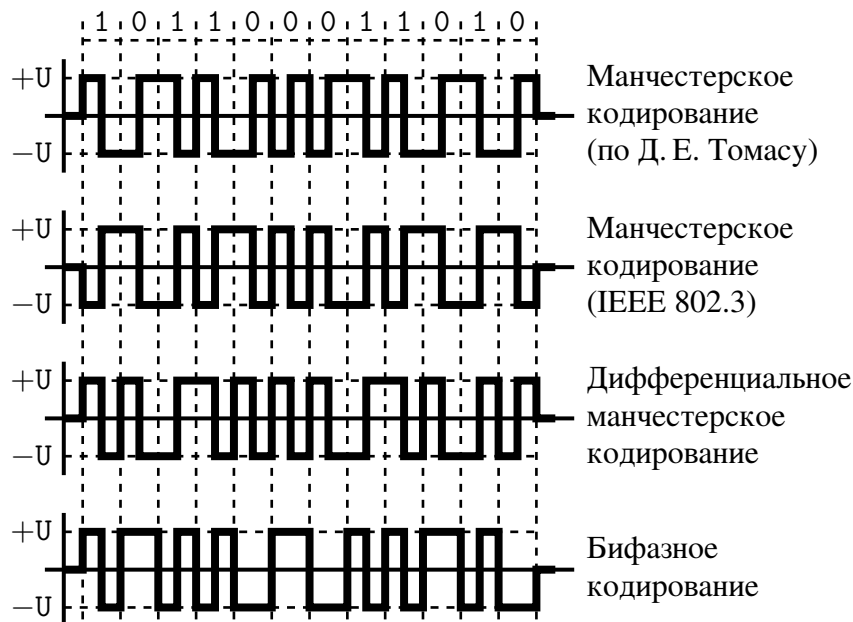 1 0 1 1 0 0 0 1 1 0 1 0
+U
−U
Манчестерское
кодирование
(по Д. Е. Томасу)
+U
−U
Манчестерское
кодирование
(IEEE 802.3)
+U
−U
Дифференциальное
манчестерское
кодирование
+U
−U
Бифазное
кодирование